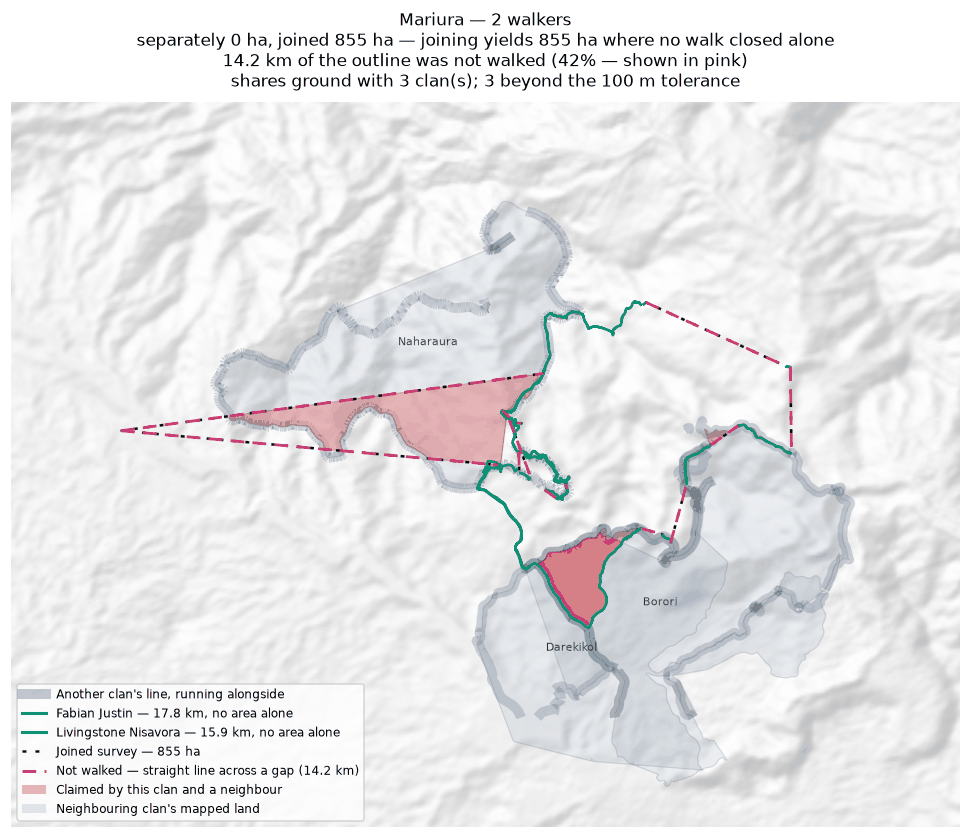 Mariura — 2 walkers
separately 0 ha, joined 855 ha — joining yields 855 ha where no walk closed alone
14.2 km of the outline was not walked (42% — shown in pink)
shares ground with 3 clan(s); 3 beyond the 100 m tolerance
Naharaura
Borori
Darekikol
Another clan's line, running alongside
Fabian Justin — 17.8 km, no area alone
Livingstone Nisavora — 15.9 km, no area alone
Joined survey — 855 ha
Not walked — straight line across a gap (14.2 km)
Claimed by this clan and a neighbour
Neighbouring clan's mapped land